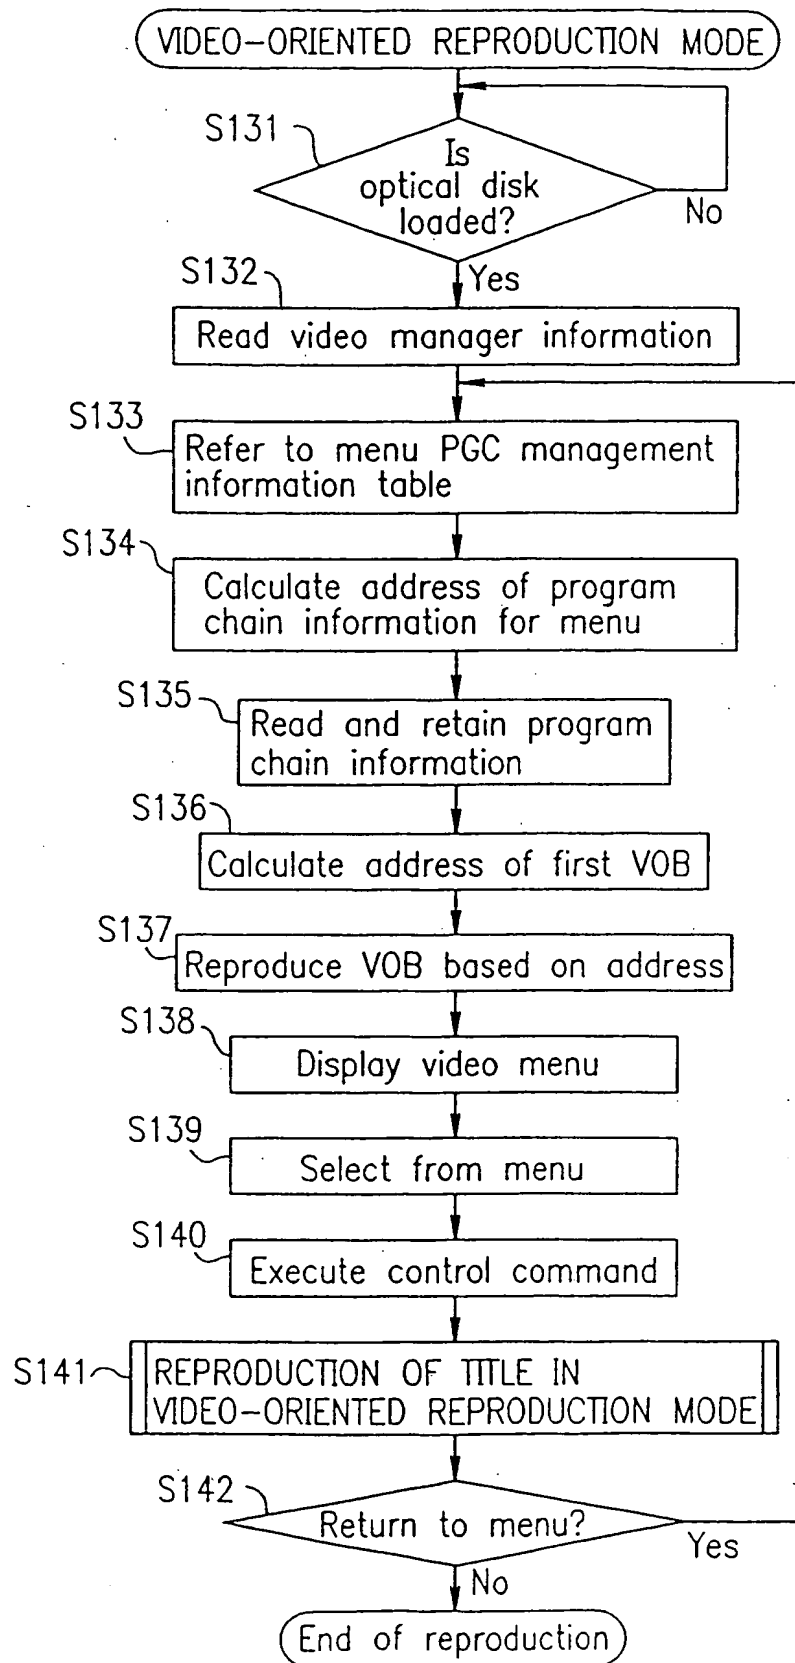 VIDEO-ORIENTED REPRODUCTION MODE
S131
Is
optical disk
loaded?
No
Yes
S132
Read video manager information
S133
Refer to menu PGC management
information table
S134
Calculate address of program
chain information for menu
S135
Read and retain program
chain information
S136
Calculate address of first VOB
S137
Reproduce VOB based on address
S138
Display video menu
S139
Select from menu
S140
Execute control command
S141
REPRODUCTION OF TITLE IN
VIDEO-ORIENTED REPRODUCTION MODE
S142
Return to menu?
Yes
No
End of reproduction